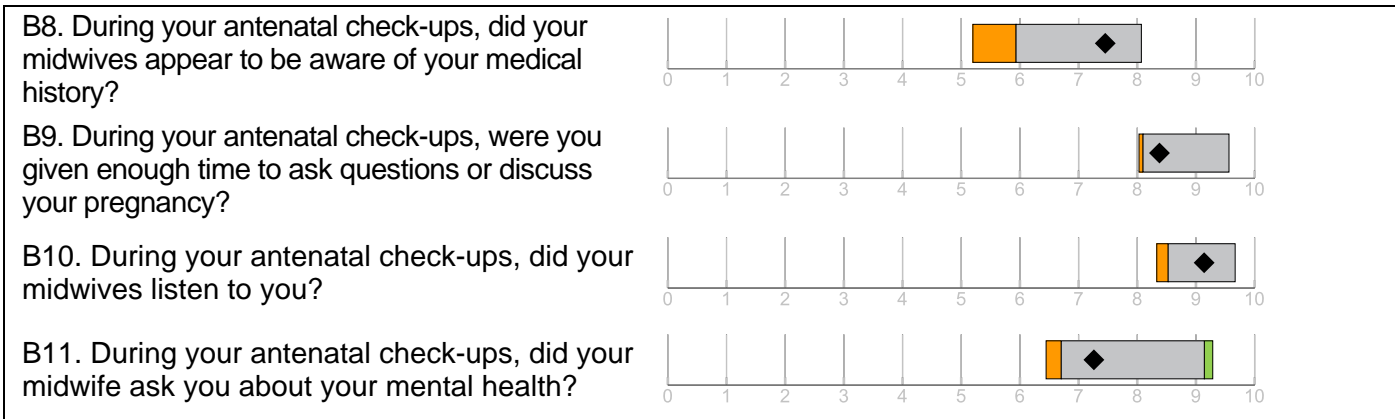 B8. During your antenatal check-ups, did your
midwives appear to be aware of your medical
history?
0 1 2 3 4 5 6 7 8 9 10
B9. During your antenatal check-ups, were you
given enough time to ask questions or discuss
your pregnancy?
0 1 2 3 4 5 6 7 8 9 10
B10. During your antenatal check-ups, did your
midwives listen to you?
0 1 2 3 4 5 6 7 8 9 10
B11. During your antenatal check-ups, did your
midwife ask you about your mental health?
0 1 2 3 4 5 6 7 8 9 10